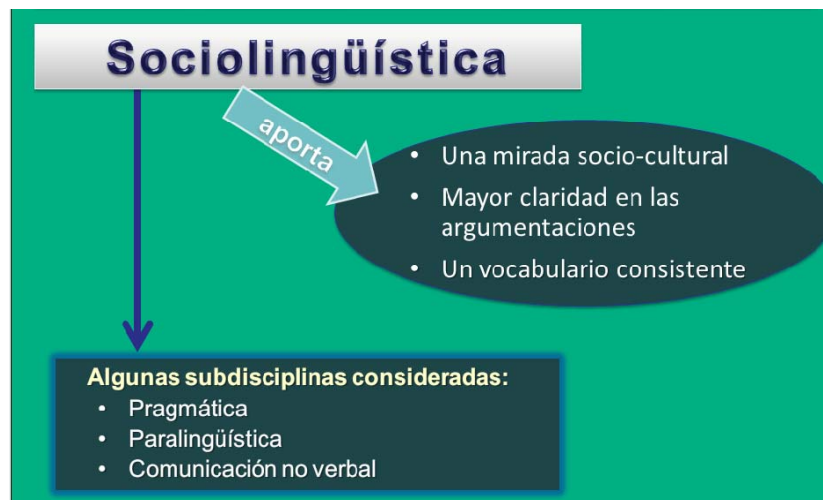 Sociolingüística
aporta
• Una mirada socio-cultural
• Mayor claridad en las
argumentaciones
• Un vocabulario consistente
Algunas subdisciplinas consideradas:
• Pragmática
• Paralingüística
• Comunicación no verbal